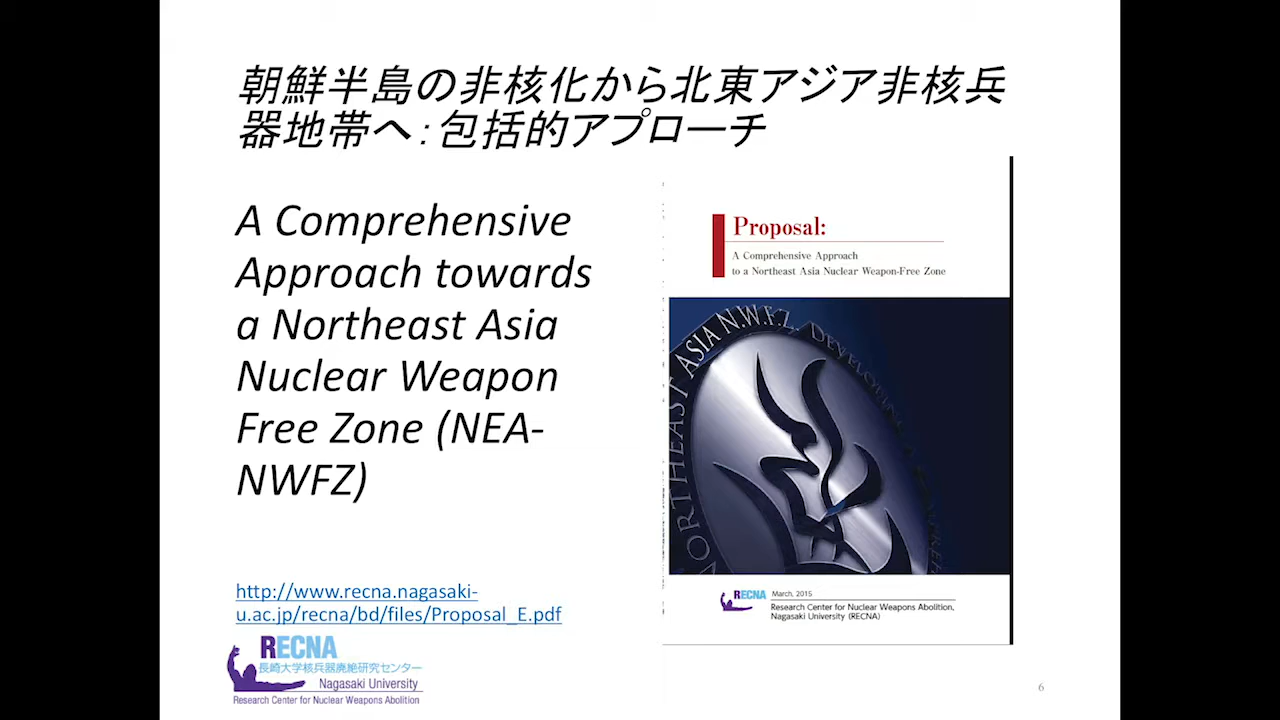 朝鮮半島の非核化から北東アジア非核兵
器地帯へ：包括的アプローチ
A Comprehensive
Approach towards
a Northeast Asia
Nuclear Weapon
Free Zone (NEA-
NWFZ)
http://www.recna.nagasaki-
u.ac.jp/recna/bd/files/Proposal_E.pdf
RECNA
長崎大学核兵器廃絶研究センター
Nagasaki University
Research Center for Nuclear Weapons Abolition
Proposal:
A Comprehensive Approach
to a Northeast Asia Nuclear Weapon-Free Zone
NORTHEAST ASIA N.W.F.Z. DEVELOPING
RECNA
March, 2015
Research Center for Nuclear Weapons Abolition,
Nagasaki University (RECNA)
6